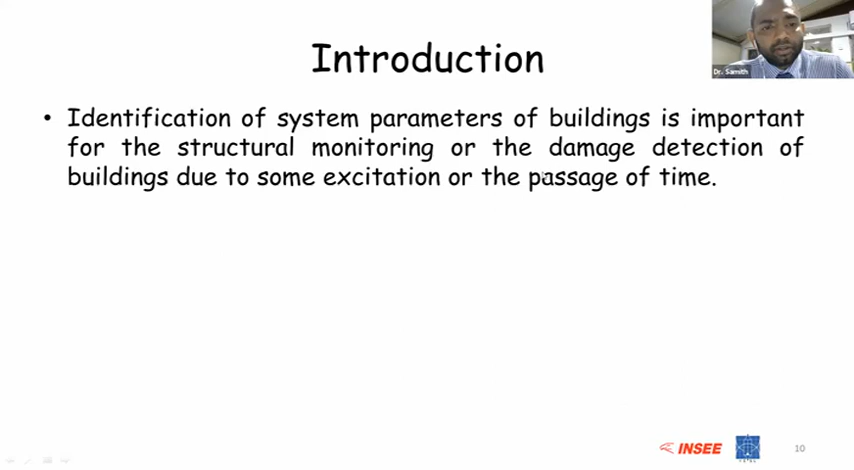 Introduction
Dr. Samith
• Identification of system parameters of buildings is important
for the structural monitoring or the damage detection of
buildings due to some excitation or the passage of time.
INSEE
10